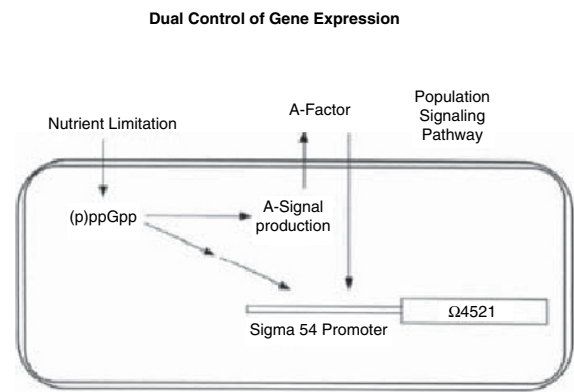 Dual Control of Gene Expression
Nutrient Limitation
A-Factor
Population
Signaling
Pathway
(p)ppGpp
A-Signal
production
Ω4521
Sigma 54 Promoter